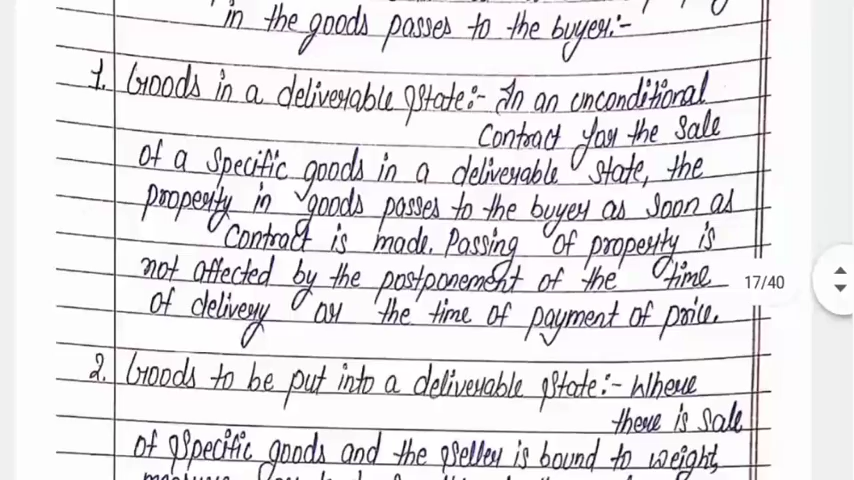 in the goods passes to the buyer:-
1. Goods in a deliverable state:- In an unconditional
contract for the sale
of a specific goods in a deliverable state, the
property in goods passes to the buyer as soon as
contract is made. Passing of property is
not affected by the postponement of the time
17/40
of delivery or the time of payment of price.
2. Goods to be put into a deliverable state:- Where
there is sale
of specific goods and the seller is bound to weight,